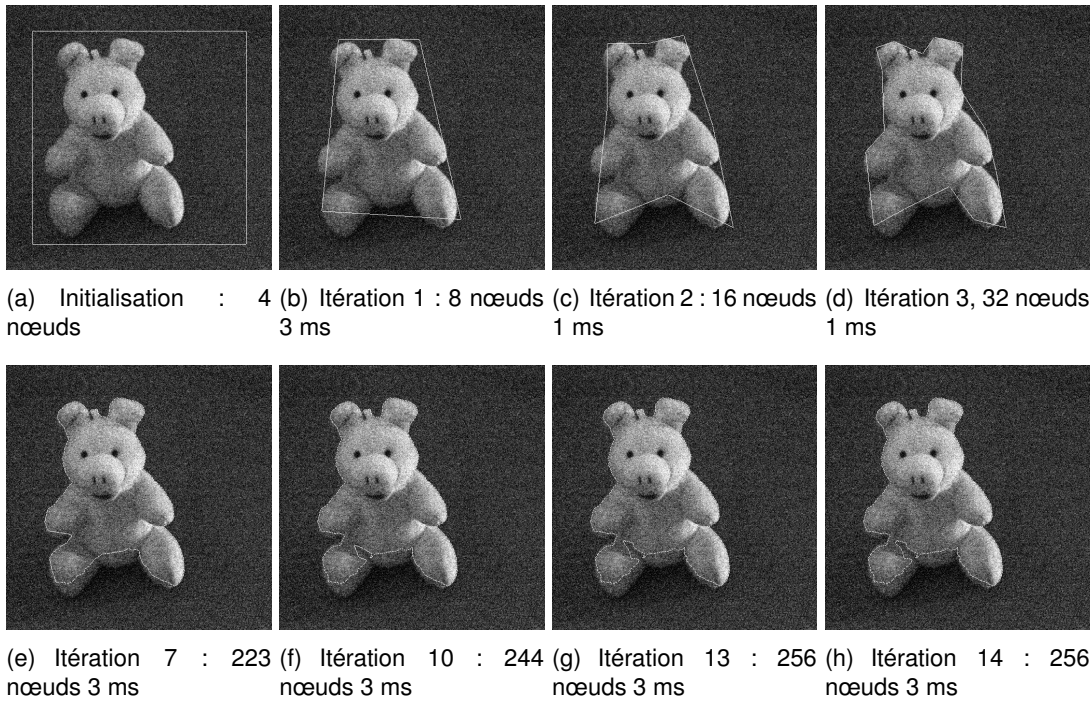 (a) Initialisation : 4
nœuds
(b) Itération 1 : 8 nœuds
3 ms
(c) Itération 2 : 16 nœuds
1 ms
(d) Itération 3, 32 nœuds
1 ms
(e) Itération 7 : 223
nœuds 3 ms
(f) Itération 10 : 244
nœuds 3 ms
(g) Itération 13 : 256
nœuds 3 ms
(h) Itération 14 : 256
nœuds 3 ms